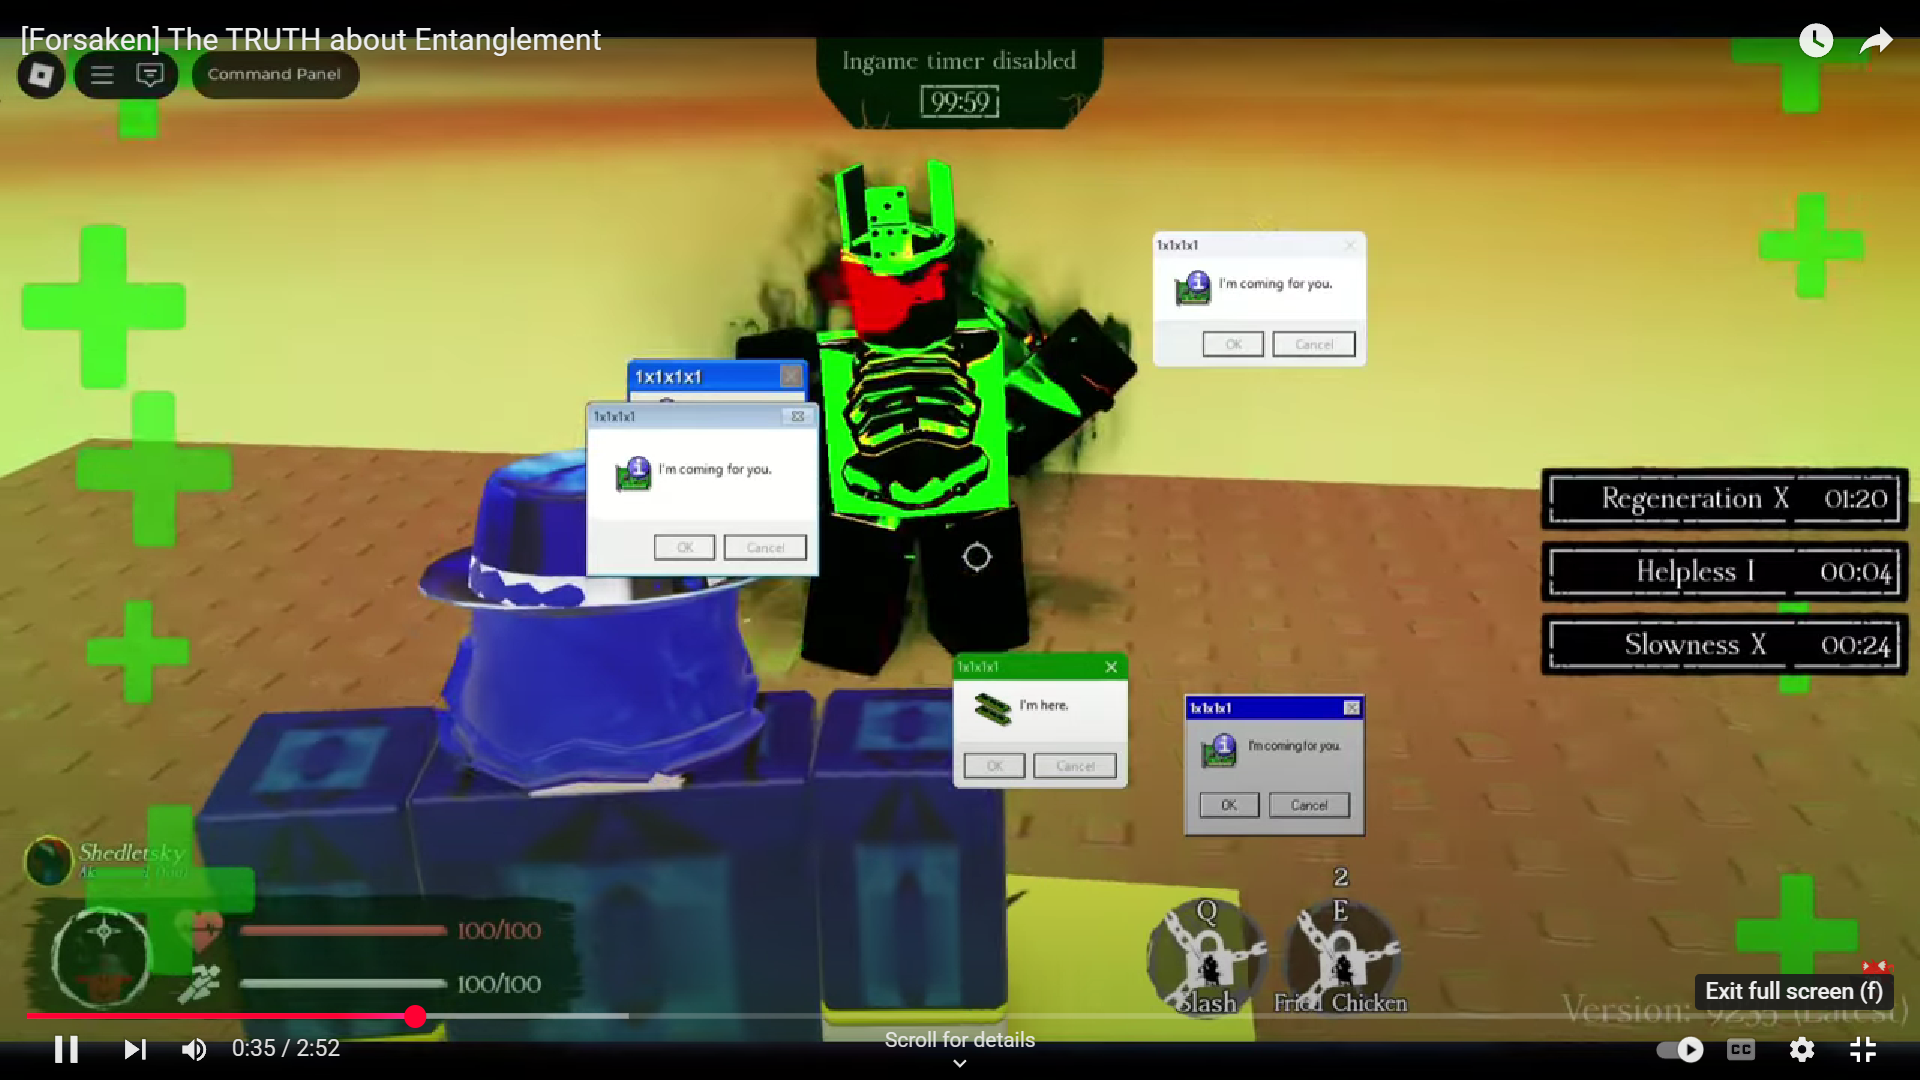 [Forsaken] The TRUTH about Entanglement
Command Panel
Ingame timer disabled
99:59
1x1x1x1
I'm coming for you.
OK
Cancel
1x1x1x1
1x1x1x1
I'm coming for you.
OK
Cancel
Regeneration X 01:20
Helpless I 00:04
Slowness X 00:24
1x1x1x1
I'm here.
OK
Cancel
1x1x1x1
I'm coming for you.
OK
Cancel
Shedletsky
100/100
100/100
Q
Slash
2
E
Fried Chicken
Exit full screen (f)
Version: 9235 (Latest)
0:35 / 2:52
Scroll for details
CC